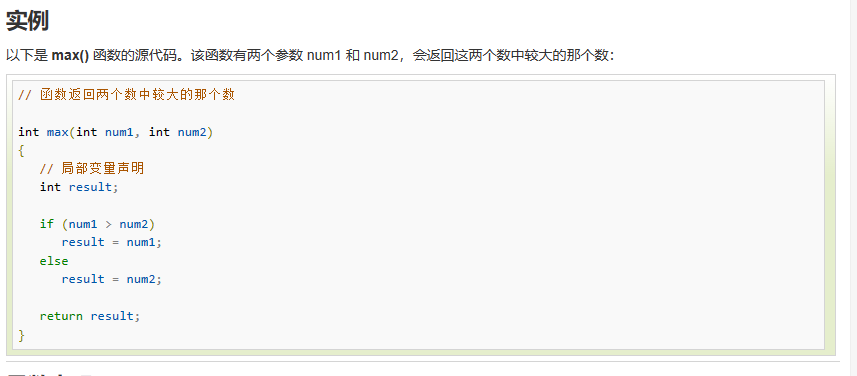 实例
以下是 max() 函数的源代码。该函数有两个参数 num1 和 num2，会返回这两个数中较大的那个数：
// 函数返回两个数中较大的那个数
int max(int num1, int num2)
{
// 局部变量声明
int result;
if (num1 > num2)
result = num1;
else
result = num2;
return result;
}